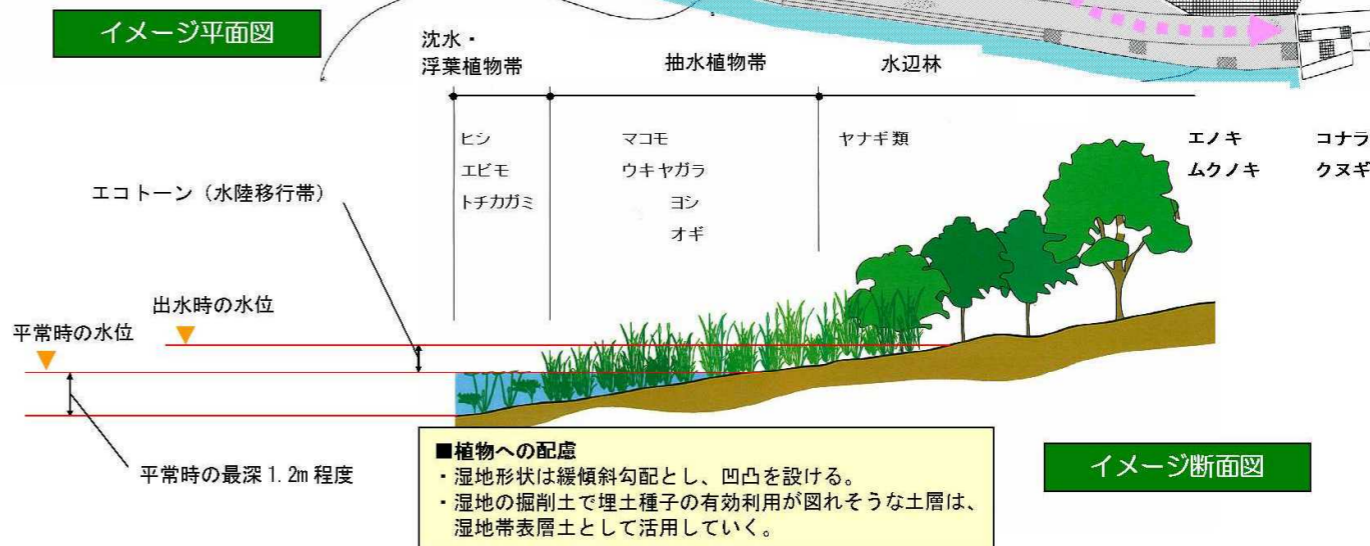 イメージ平面図
沈水・
浮葉植物帯
抽水植物帯
水辺林
ヒシ
エビモ
トチカガミ
マコモ
ウキヤガラ
ヨシ
オギ
ヤナギ類
エノキ
ムクノキ
コナラ
クヌギ
エコトーン（水陸移行帯）
出水時の水位
平常時の水位
平常時の最深1.2m程度
■植物への配慮
・湿地形状は緩傾斜勾配とし、凹凸を設ける。
・湿地の掘削土で埋土種子の有効利用が図れそうな土層は、
湿地帯表層土として活用していく。
イメージ断面図